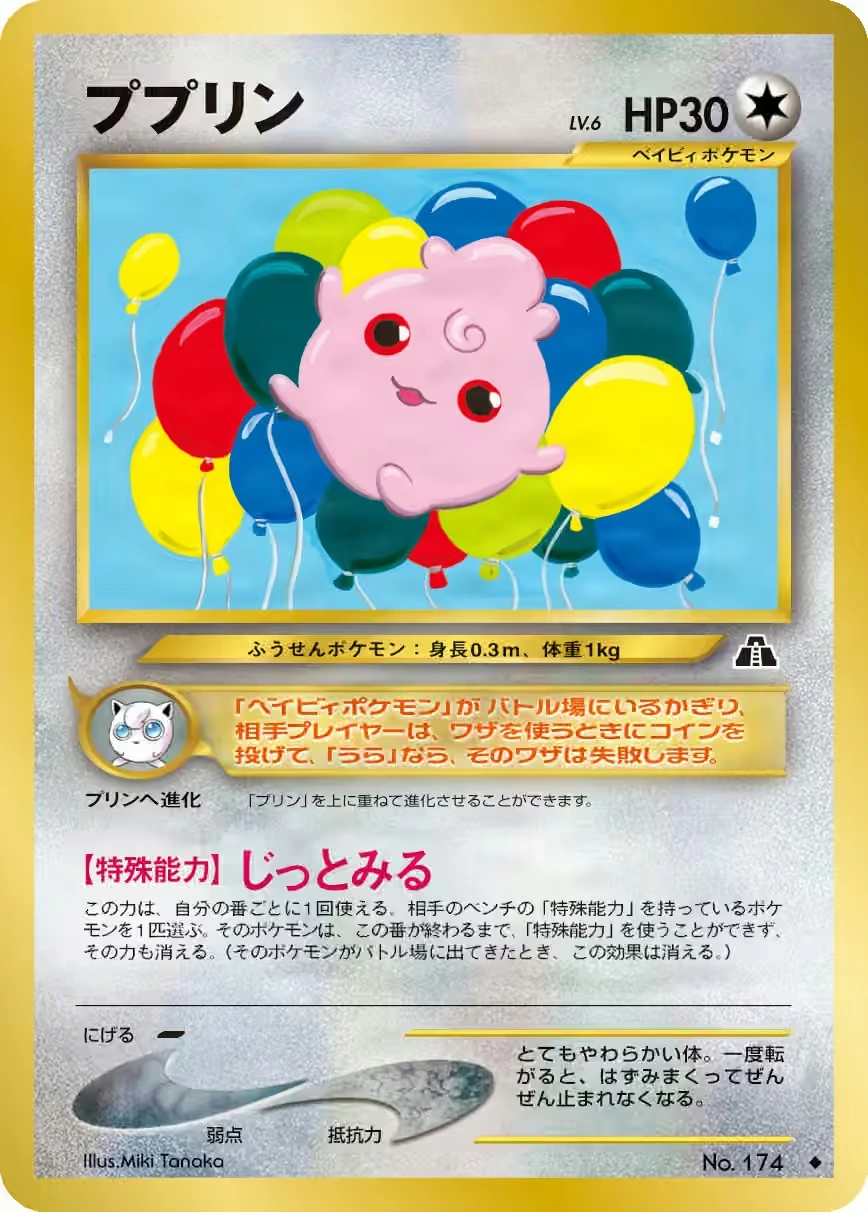 ププリン
LV.6 HP30
ベイビィポケモン
ふうせんポケモン：身長0.3m、体重1kg
「ベイビィポケモン」が バトル場にいるかぎり、
相手プレイヤーは、ワザを使うときにコインを
投げて、「うら」なら、そのワザは失敗します。
プリンへ進化 「プリン」を上に重ねて進化させることができます。
【特殊能力】じっとみる
この力は、自分の番ごとに1回使える。相手のベンチの「特殊能力」を持っているポケ
モンを1匹選ぶ。そのポケモンは、この番が終わるまで、「特殊能力」を使うことができず、
その力も消える。（そのポケモンがバトル場に出てきたとき、この効果は消える。）
にげる
とてもやわらかい体。一度転
がると、はずみまくってぜん
ぜん止まれなくなる。
弱点 抵抗力
Illus.Miki Tanaka
No. 174